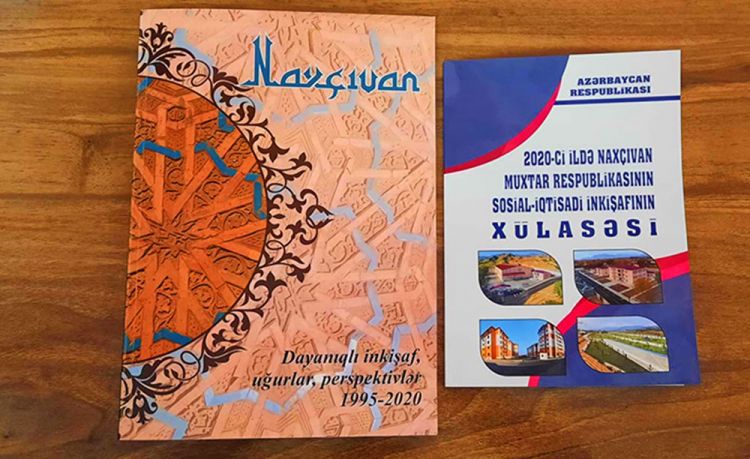 Naxçıvan
Dayanıqlı inkişaf,
uğurlar, perspektivlər
1995-2020
AZƏRBAYCAN
RESPUBLİKASI
2020-Cİ İLDƏ NAXÇIVAN
MUXTAR RESPUBLİKASININ
SOSİAL-İQTİSADİ İNKİŞAFININ
XÜLASƏSİ